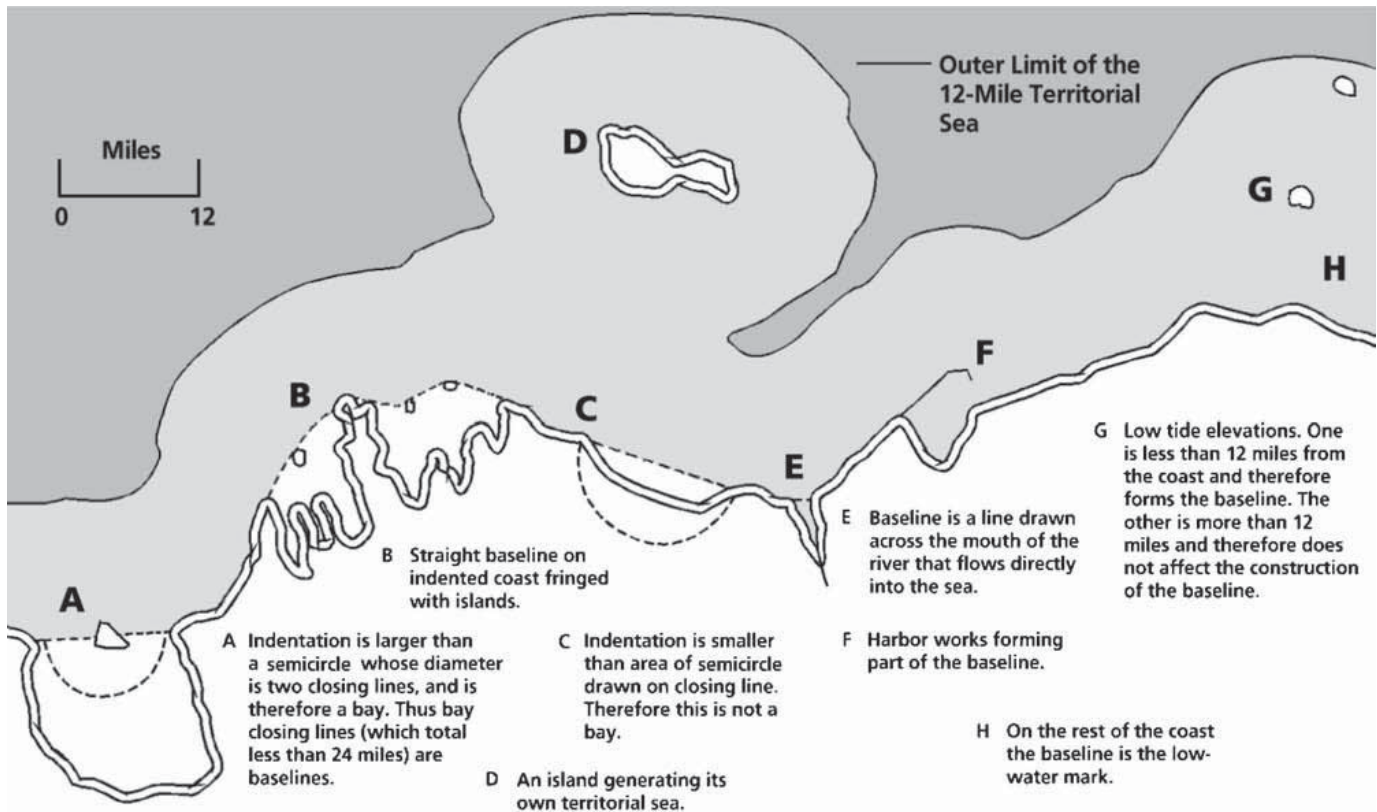 Outer Limit of the
12-Mile Territorial
Sea
Miles
0 12
D
G
H
B
C
F
E
A
G Low tide elevations. One
is less than 12 miles from
the coast and therefore
forms the baseline. The
other is more than 12
miles and therefore does
not affect the construction
of the baseline.
E Baseline is a line drawn
across the mouth of the
river that flows directly
into the sea.
B Straight baseline on
indented coast fringed
with islands.
A Indentation is larger than
a semicircle whose diameter
is two closing lines, and is
therefore a bay. Thus bay
closing lines (which total
less than 24 miles) are
baselines.
C Indentation is smaller
than area of semicircle
drawn on closing line.
Therefore this is not a
bay.
F Harbor works forming
part of the baseline.
D An island generating its
own territorial sea.
H On the rest of the coast
the baseline is the low-
water mark.